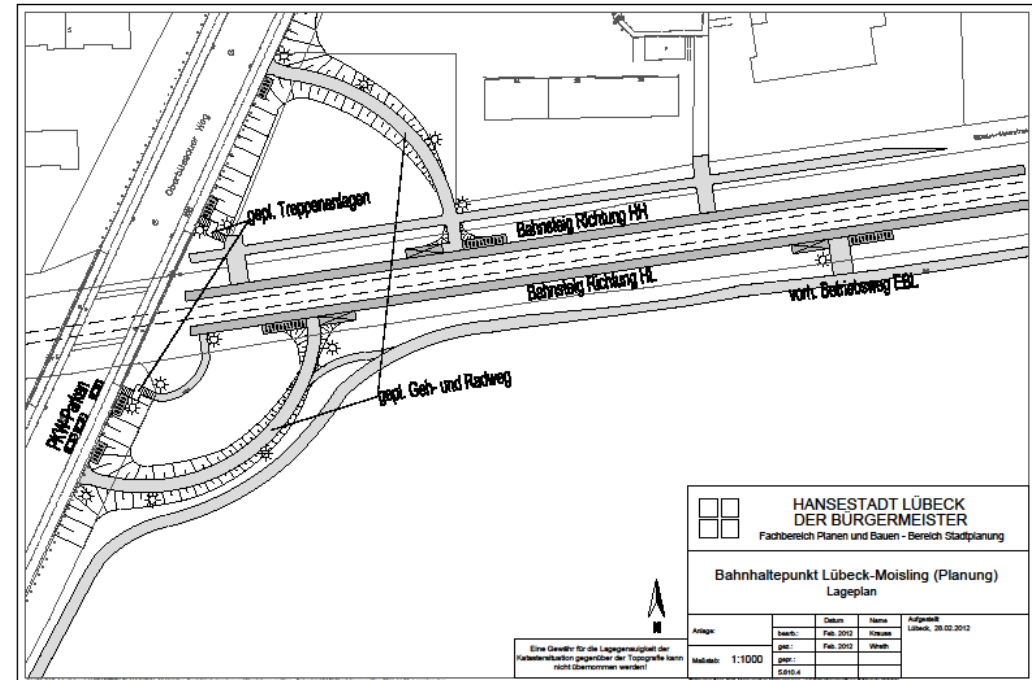 Oberbüssauer Weg
gepl. Treppenanlagen
Bahnsteig Richtung HH
Bahnsteig Richtung HL
vorh. Betriebsweg EBL
gepl. Geh- und Radweg
PKW-Parken
N
Eine Gewähr für die Lagegenauigkeit der
Katastersituation gegenüber der Topografie kann
nicht übernommen werden!
HANSESTADT LÜBECK
DER BÜRGERMEISTER
Fachbereich Planen und Bauen - Bereich Stadtplanung
Bahnhaltepunkt Lübeck-Moisling (Planung)
Lageplan
Datum Name Aufgestellt
Anlage: bearb.: Feb. 2012 Krause Lübeck, 28.02.2012
gez.: Feb. 2012
Maßstab: 1:1000 gepr.:
5.610.4